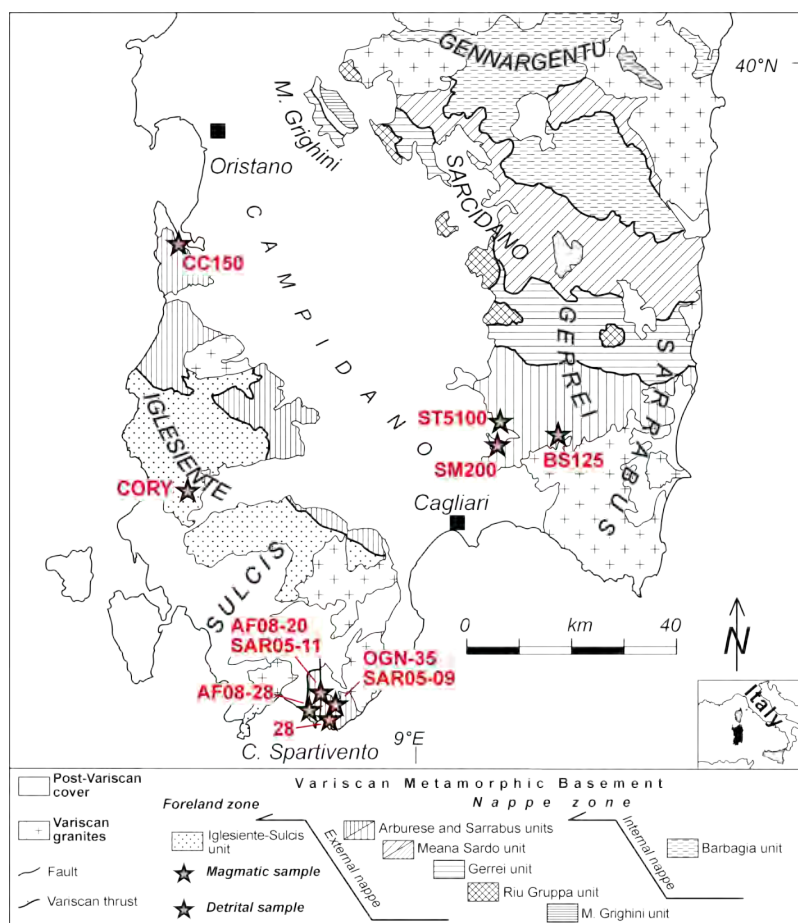 GENNARGENTU
40°N
M. Grighini
Oristano
SARCIDANO
CAMPIDANO
CC150
GERREI
SARRABUS
IGLESIENTE
ST5100
SM200
BS125
CORY
Cagliari
SULCIS
AF08-20
SAR05-11
OGN-35
SAR05-09
AF08-28
28
C. Spartivento
9°E
0 km 40
N
Italy
Post-Variscan
cover
Variscan
granites
Fault
Variscan thrust
Variscan Metamorphic Basement
Foreland zone
Nappe zone
Iglesiente-Sulcis
unit
Magmatic sample
Detrital sample
External nappe
Arburese and Sarrabus units
Meana Sardo unit
Gerrei unit
Riu Gruppa unit
M. Grighini unit
Internal nappe
Barbagia unit